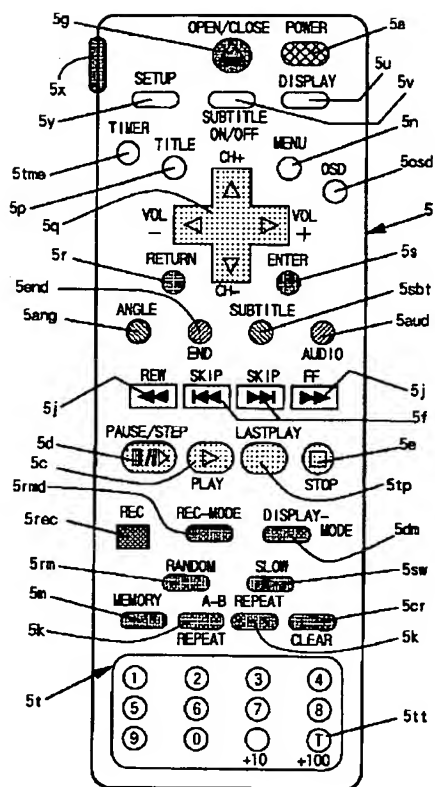 5g OPEN/CLOSE POWER 5a
5x 5u
SETUP DISPLAY 5v
5y SUBTITLE
ON/OFF
TIMER TITLE MENU 5n
5tme CH+ OSD 5osd
5p
5q VOL - VOL + 5
5r RETURN ENTER 5s
5end CH-
5ang ANGLE SUBTITLE 5sbt
END AUDIO 5aud
REW SKIP SKIP FF
5j 5j
PAUSE/STEP LASTPLAY 5f
5d 5e
5c PLAY STOP
5rmd 5tp
REC REC-MODE DISPLAY-
MODE
5rec 5dm
5rm RANDOM SLOW 5sw
5m MEMORY A-B REPEAT 5cr
5k REPEAT CLEAR 5k
5t 1 2 3 4
5 6 7 8 5tt
9 0 T
+10 +100